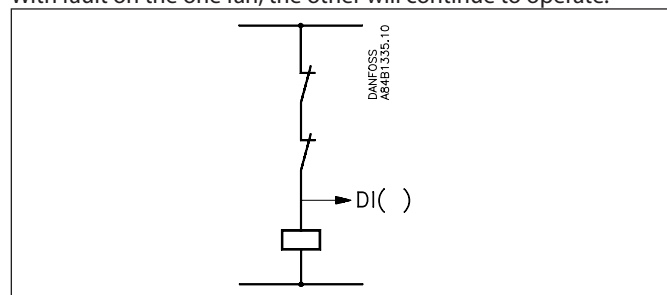 With fault on the one fan, the other will continue to operate.
DANFOSS
A84B1335.10
DI( )